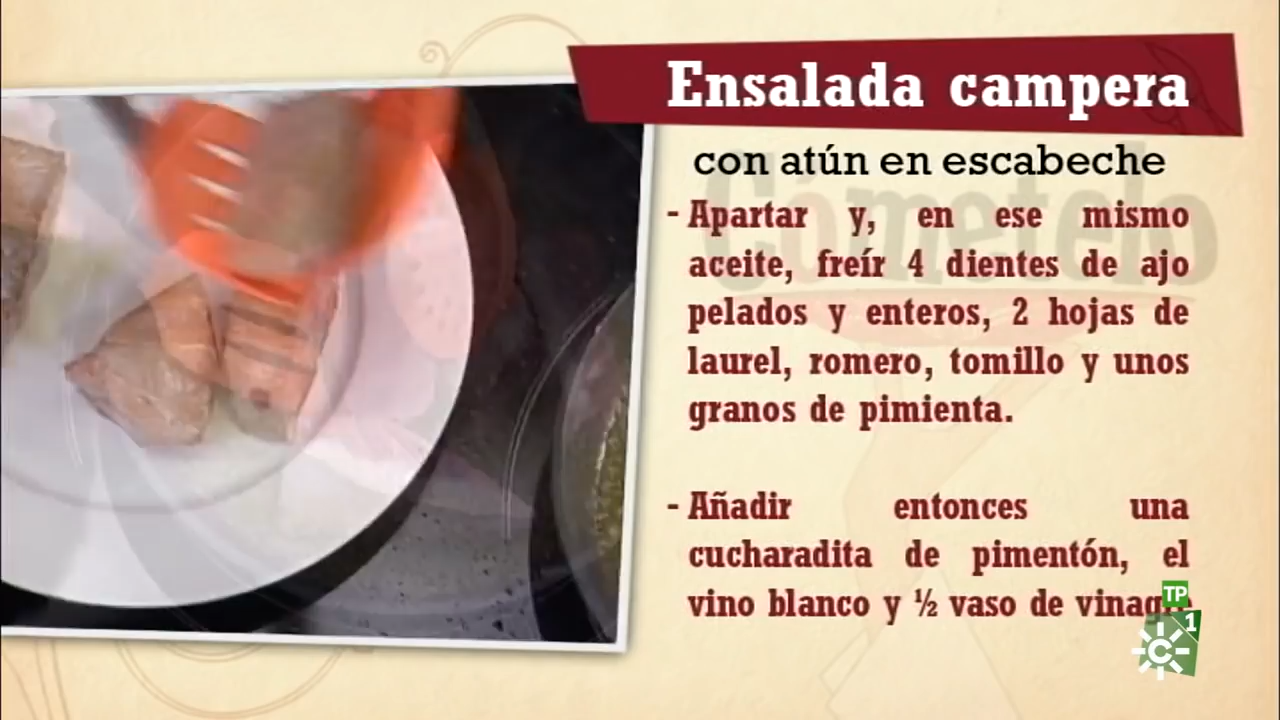 Ensalada campera
con atún en escabeche
- Apartar y, en ese mismo
aceite, freír 4 dientes de ajo
pelados y enteros, 2 hojas de
laurel, romero, tomillo y unos
granos de pimienta.
- Añadir entonces una
cucharadita de pimentón, el
vino blanco y ½ vaso de vinagre
TP
1
C
Cómetelo